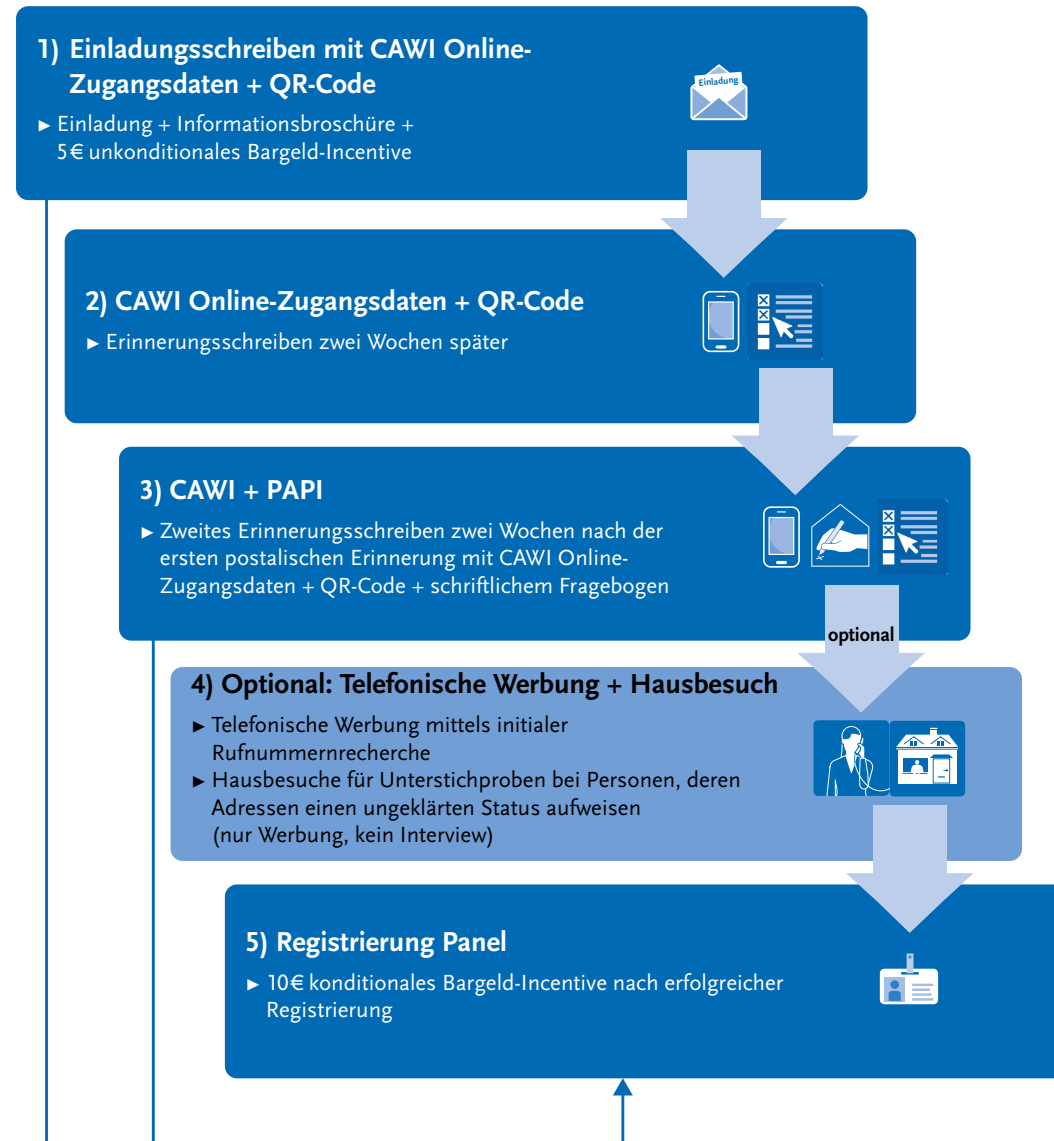 1) Einladungsschreiben mit CAWI Online-
Zugangsdaten + QR-Code
► Einladung + Informationsbroschüre +
5 € unkonditionales Bargeld-Incentive
Einladung
2) CAWI Online-Zugangsdaten + QR-Code
► Erinnerungsschreiben zwei Wochen später
3) CAWI + PAPI
► Zweites Erinnerungsschreiben zwei Wochen nach der
ersten postalischen Erinnerung mit CAWI Online-
Zugangsdaten + QR-Code + schriftlichem Fragebogen
optional
4) Optional: Telefonische Werbung + Hausbesuch
► Telefonische Werbung mittels initialer
Rufnummernrecherche
► Hausbesuche für Unterstichproben bei Personen, deren
Adressen einen ungeklärten Status aufweisen
(nur Werbung, kein Interview)
5) Registrierung Panel
► 10 € konditionales Bargeld-Incentive nach erfolgreicher
Registrierung